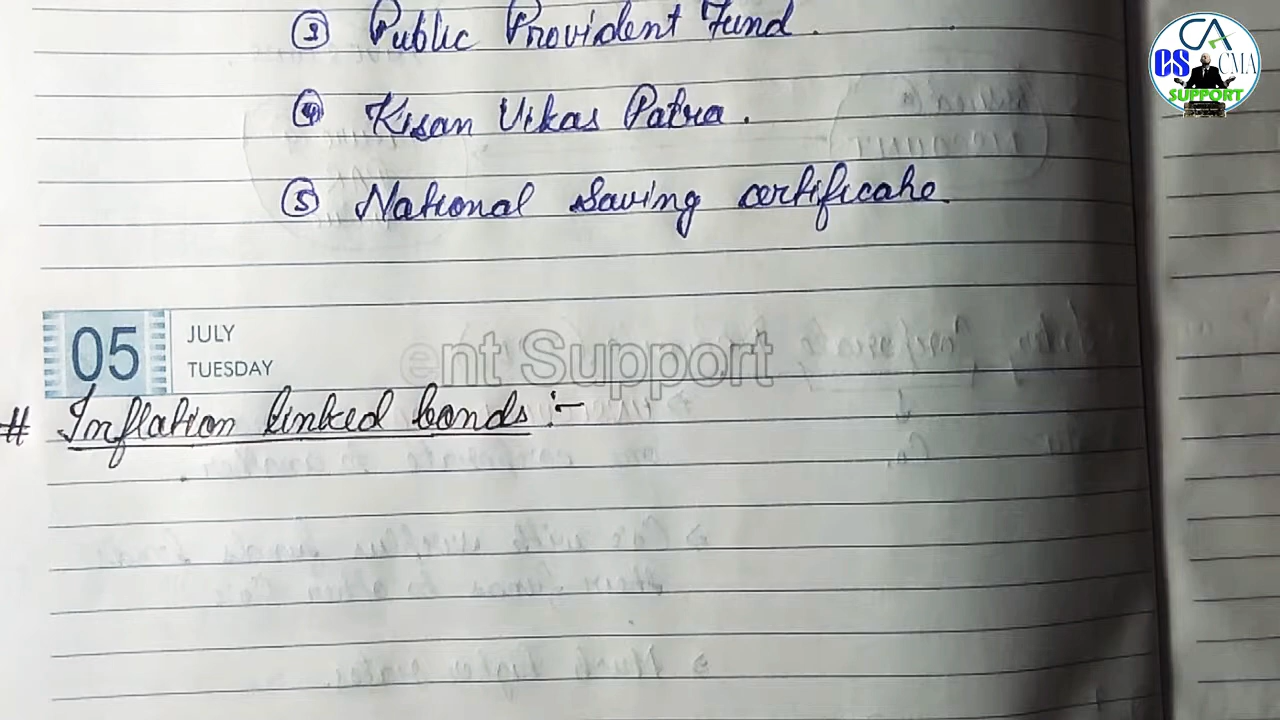 ③ Public Provident Fund.
④ Kisan Vikas Patra.
⑤ National Saving certificate
CA
CS CMA
SUPPORT
05 JULY
TUESDAY
ent Support
# Inflation linked bonds :-